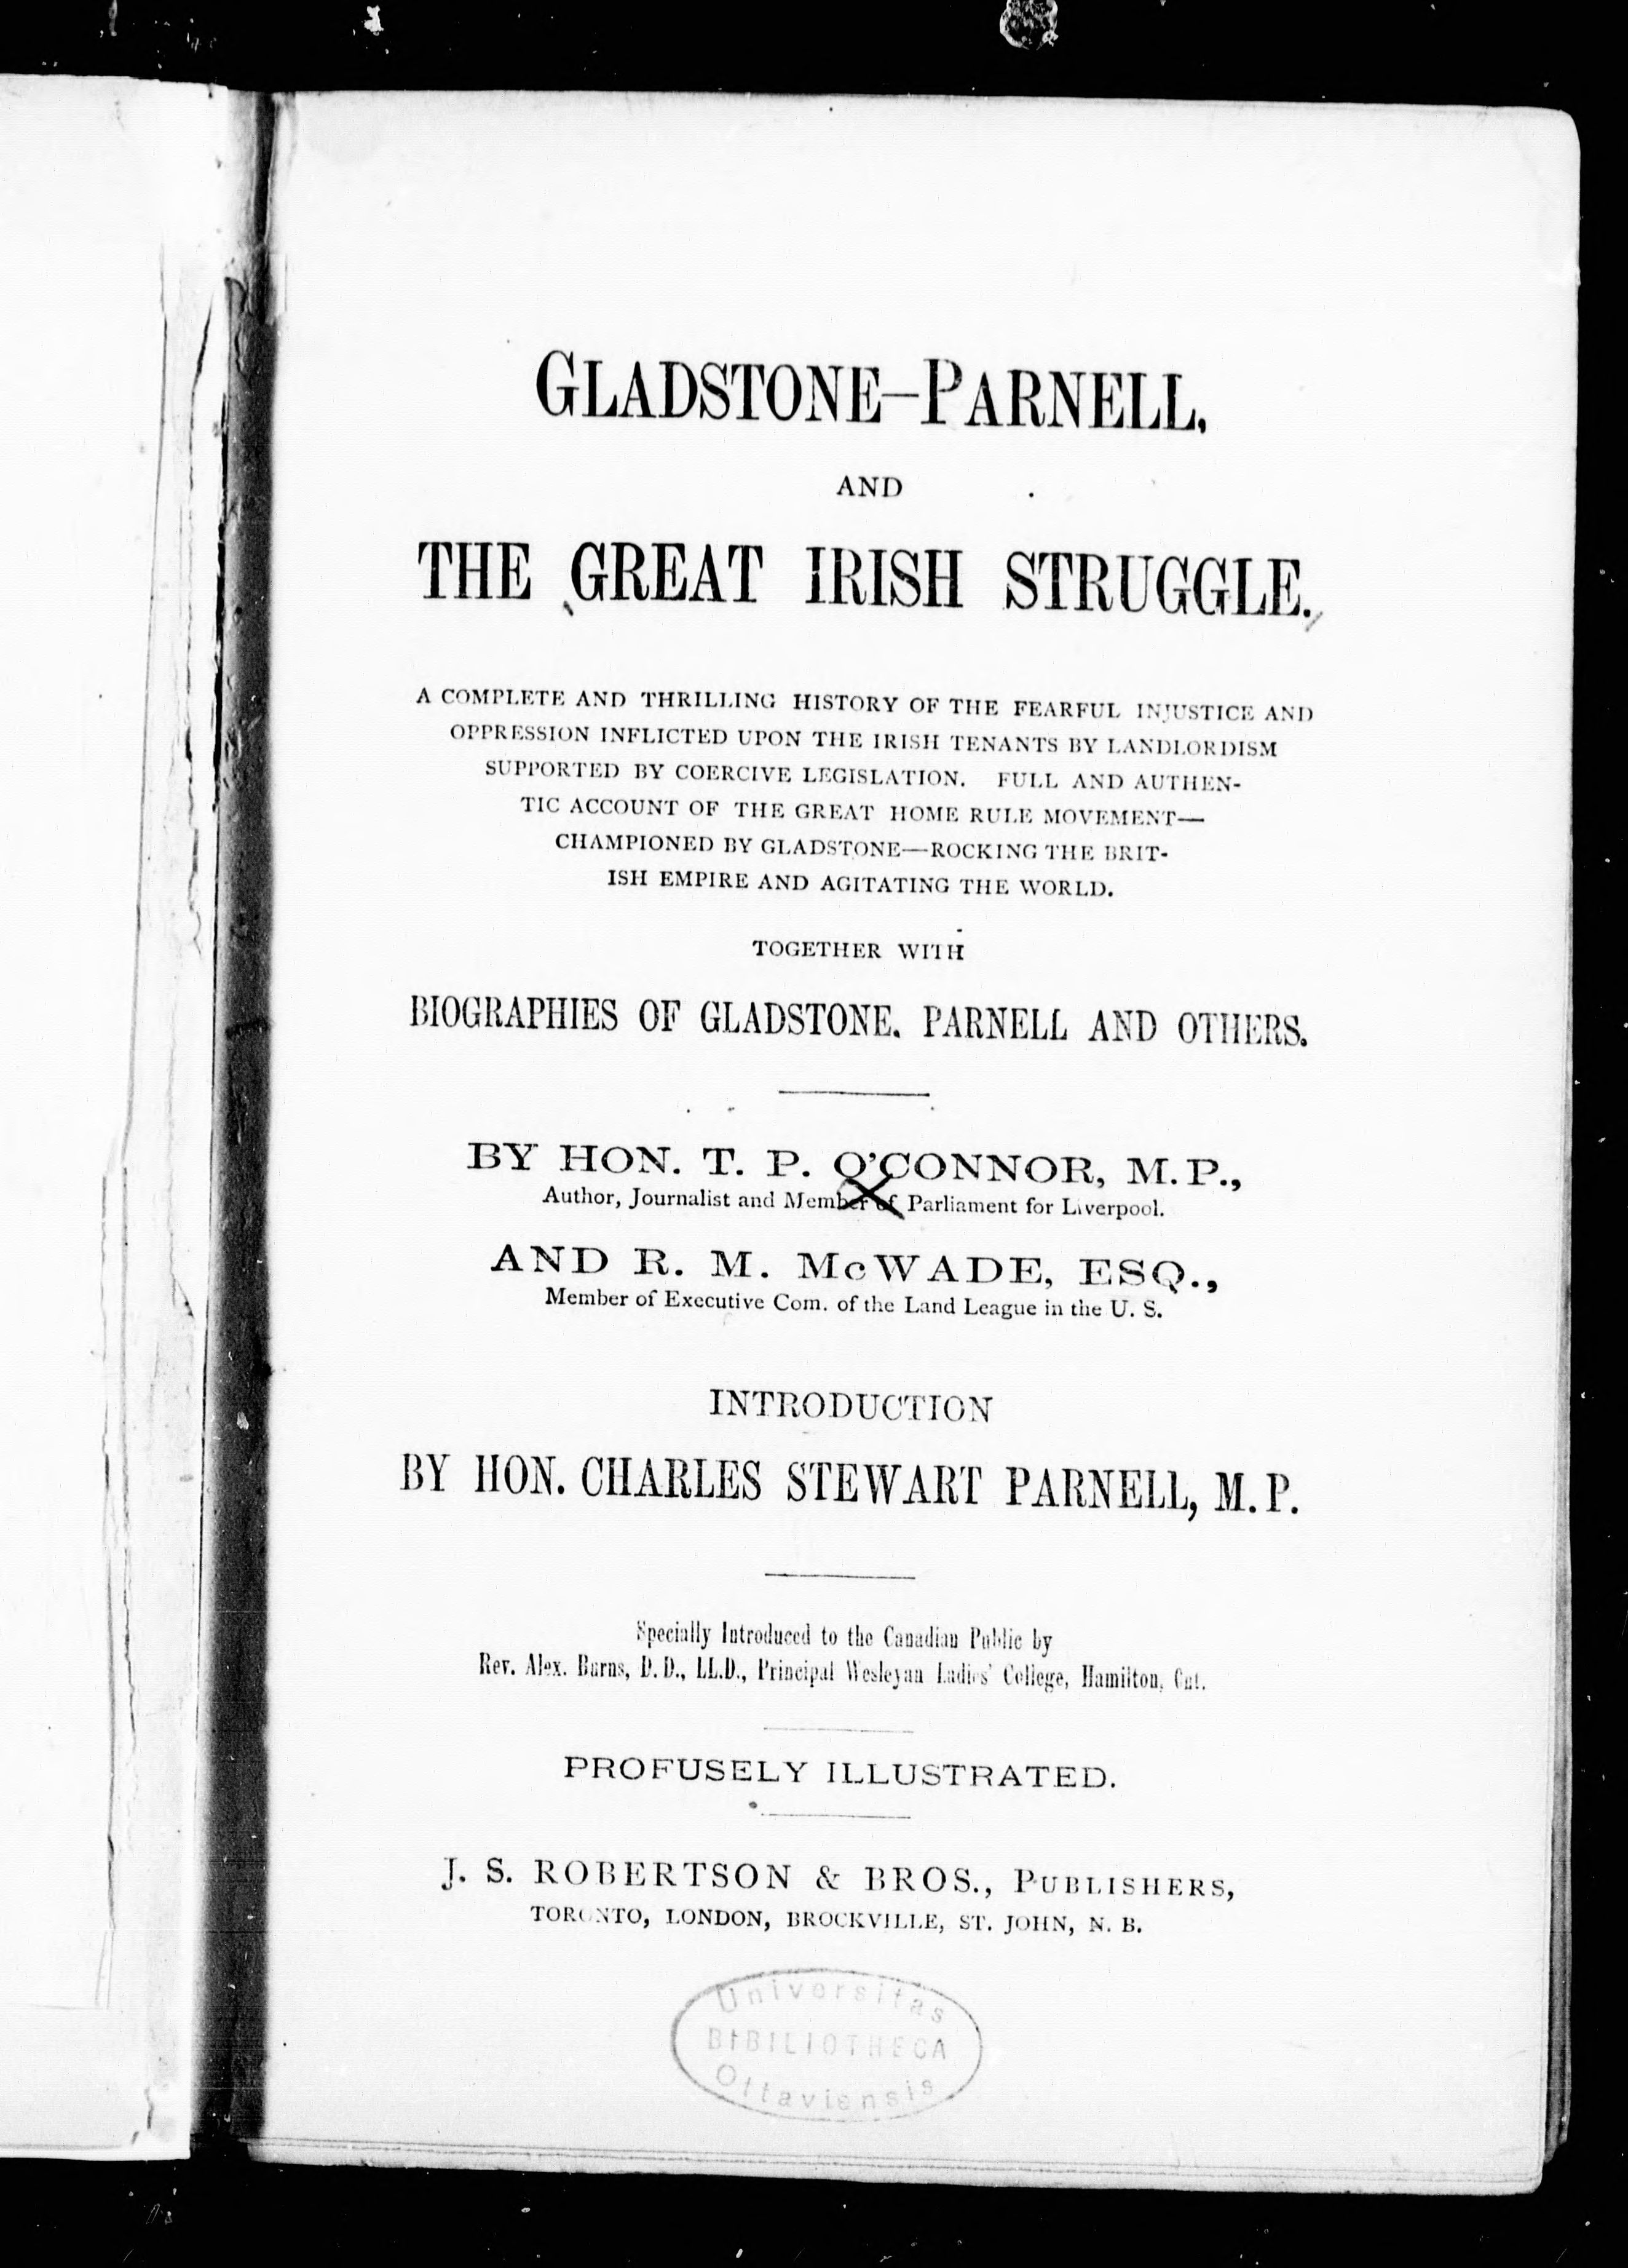 GLADSTONE–PARNELL,
AND
THE GREAT IRISH STRUGGLE.
A COMPLETE AND THRILLING HISTORY OF THE FEARFUL INJUSTICE AND
OPPRESSION INFLICTED UPON THE IRISH TENANTS BY LANDLORDISM
SUPPORTED BY COERCIVE LEGISLATION. FULL AND AUTHEN-
TIC ACCOUNT OF THE GREAT HOME RULE MOVEMENT—
CHAMPIONED BY GLADSTONE—ROCKING THE BRIT-
ISH EMPIRE AND AGITATING THE WORLD.
TOGETHER WITH
BIOGRAPHIES OF GLADSTONE, PARNELL AND OTHERS.
BY HON. T. P. O'CONNOR, M.P.,
Author, Journalist and Member of Parliament for Liverpool.
AND R. M. McWADE, ESQ.,
Member of Executive Com. of the Land League in the U. S.
INTRODUCTION
BY HON. CHARLES STEWART PARNELL, M.P.
Specially Introduced to the Canadian Public by
Rev. Alex. Burns, D.D., LL.D., Principal Wesleyan Ladies' College, Hamilton, Ont.
PROFUSELY ILLUSTRATED.
J. S. ROBERTSON & BROS., PUBLISHERS,
TORONTO, LONDON, BROCKVILLE, ST. JOHN, N. B.
Universitas
BIBILIOTHECA
Ottaviensis